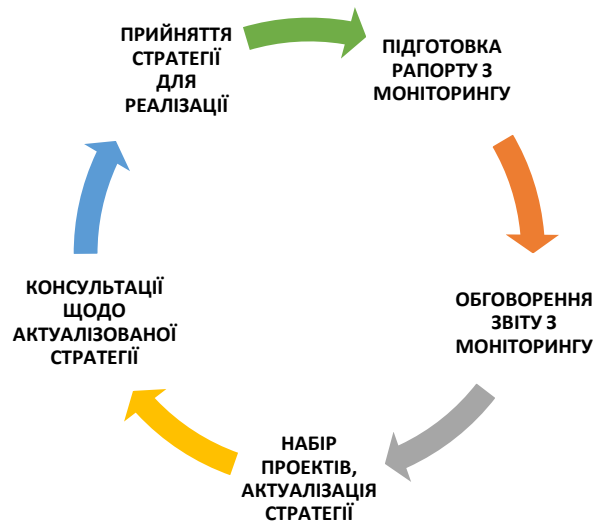 ПРИЙНЯТТЯ
СТРАТЕГІЇ
ДЛЯ
РЕАЛІЗАЦІЇ
ПІДГОТОВКА
РАПОРТУ З
МОНІТОРИНГУ
ОБГОВОРЕННЯ
ЗВІТУ З
МОНІТОРИНГУ
НАБІР
ПРОЕКТІВ,
АКТУАЛІЗАЦІЯ
СТРАТЕГІЇ
КОНСУЛЬТАЦІЇ
ЩОДО
АКТУАЛІЗОВАНОЇ
СТРАТЕГІЇ